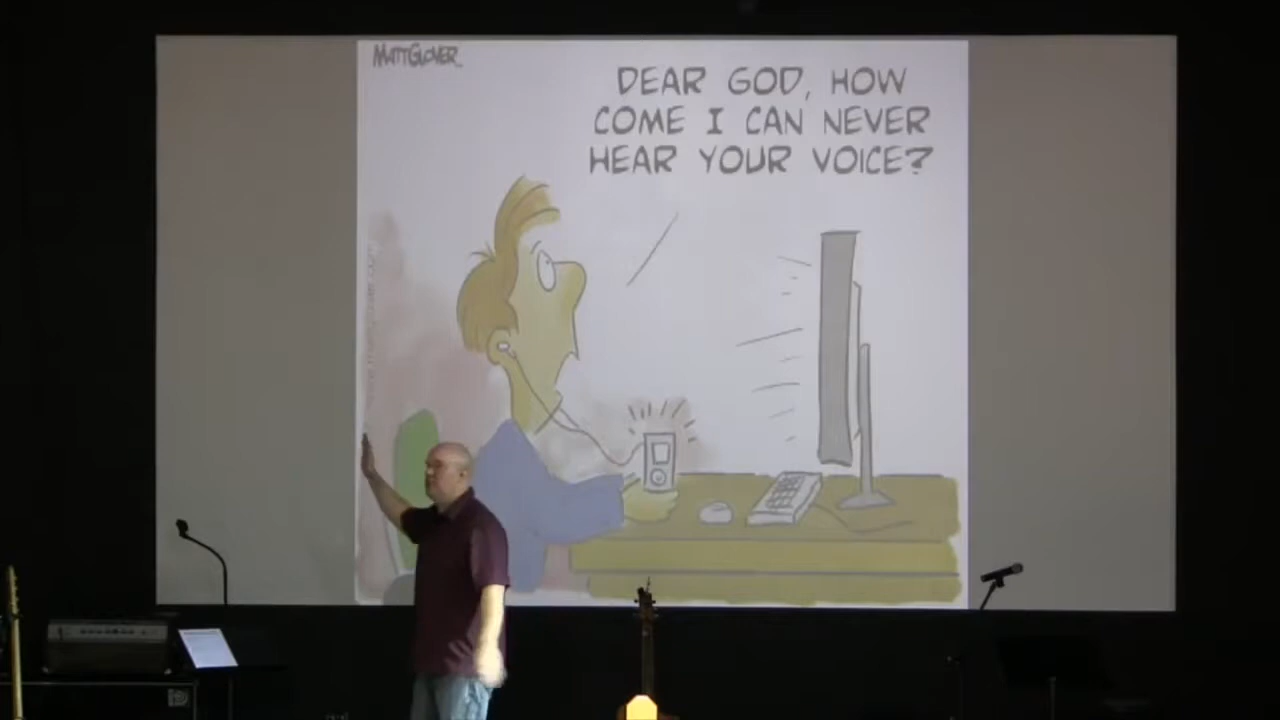 MATTGLOVER
DEAR GOD, HOW
COME I CAN NEVER
HEAR YOUR VOICE?